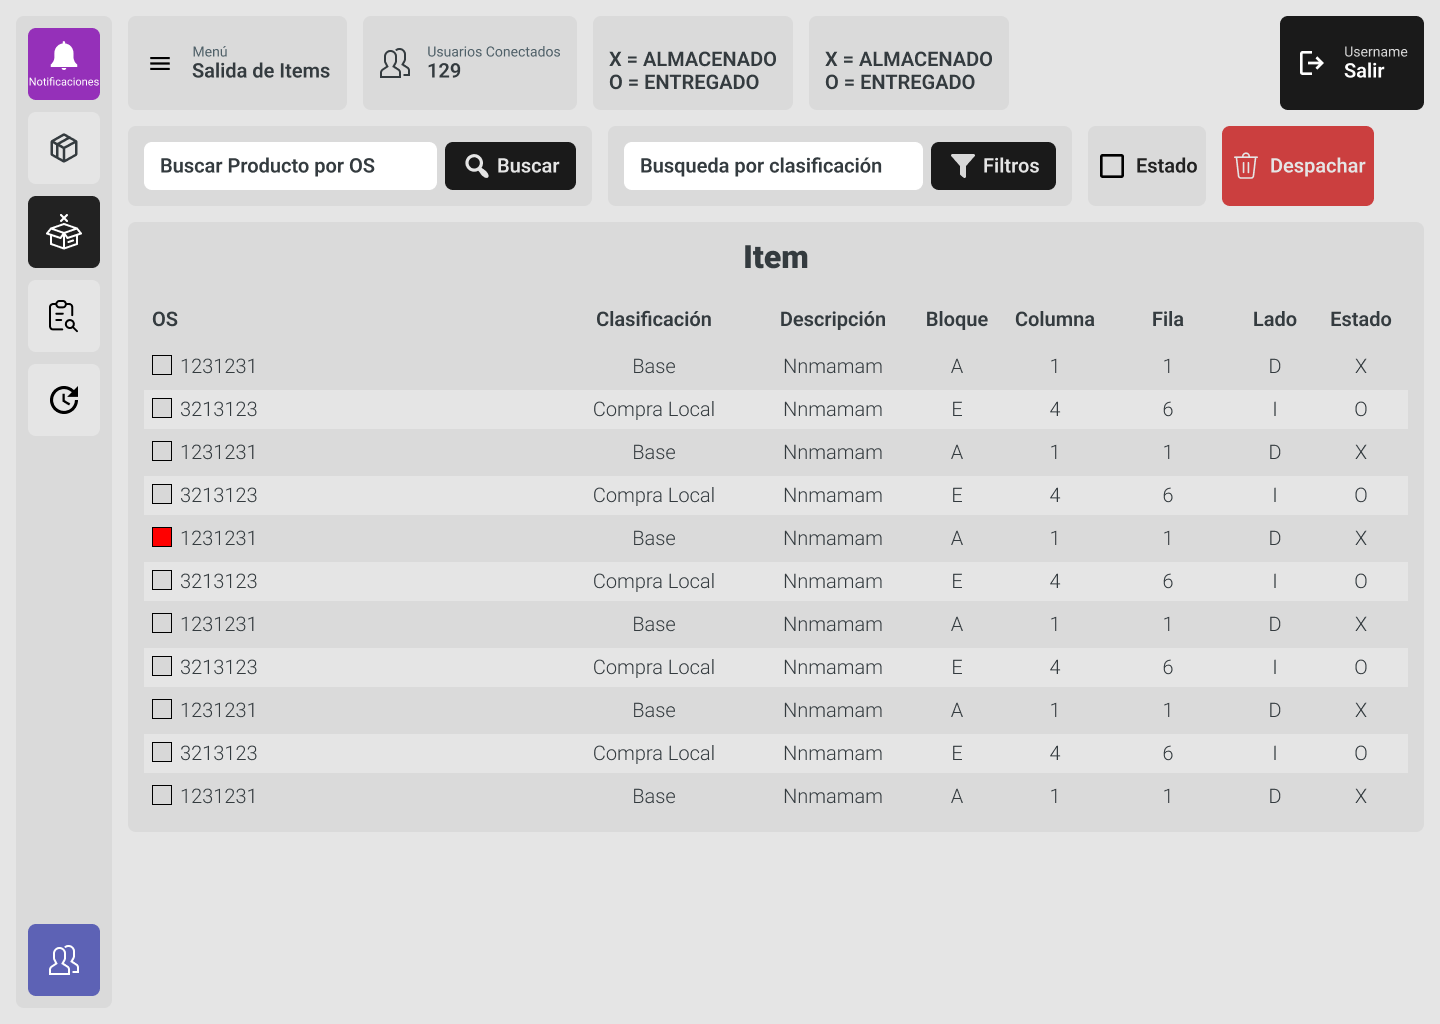 Notificaciones
Menú
Salida de Items
Usuarios Conectados
129
X = ALMACENADO
O = ENTREGADO
X = ALMACENADO
O = ENTREGADO
Username
Salir
Buscar Producto por OS
Buscar
Busqueda por clasificación
Filtros
Estado
Despachar
Item
OS Clasificación Descripción Bloque Columna Fila Lado Estado
1231231 Base Nnmamam A 1 1 D X
3213123 Compra Local Nnmamam E 4 6 I O
1231231 Base Nnmamam A 1 1 D X
3213123 Compra Local Nnmamam E 4 6 I O
1231231 Base Nnmamam A 1 1 D X
3213123 Compra Local Nnmamam E 4 6 I O
1231231 Base Nnmamam A 1 1 D X
3213123 Compra Local Nnmamam E 4 6 I O
1231231 Base Nnmamam A 1 1 D X
3213123 Compra Local Nnmamam E 4 6 I O
1231231 Base Nnmamam A 1 1 D X